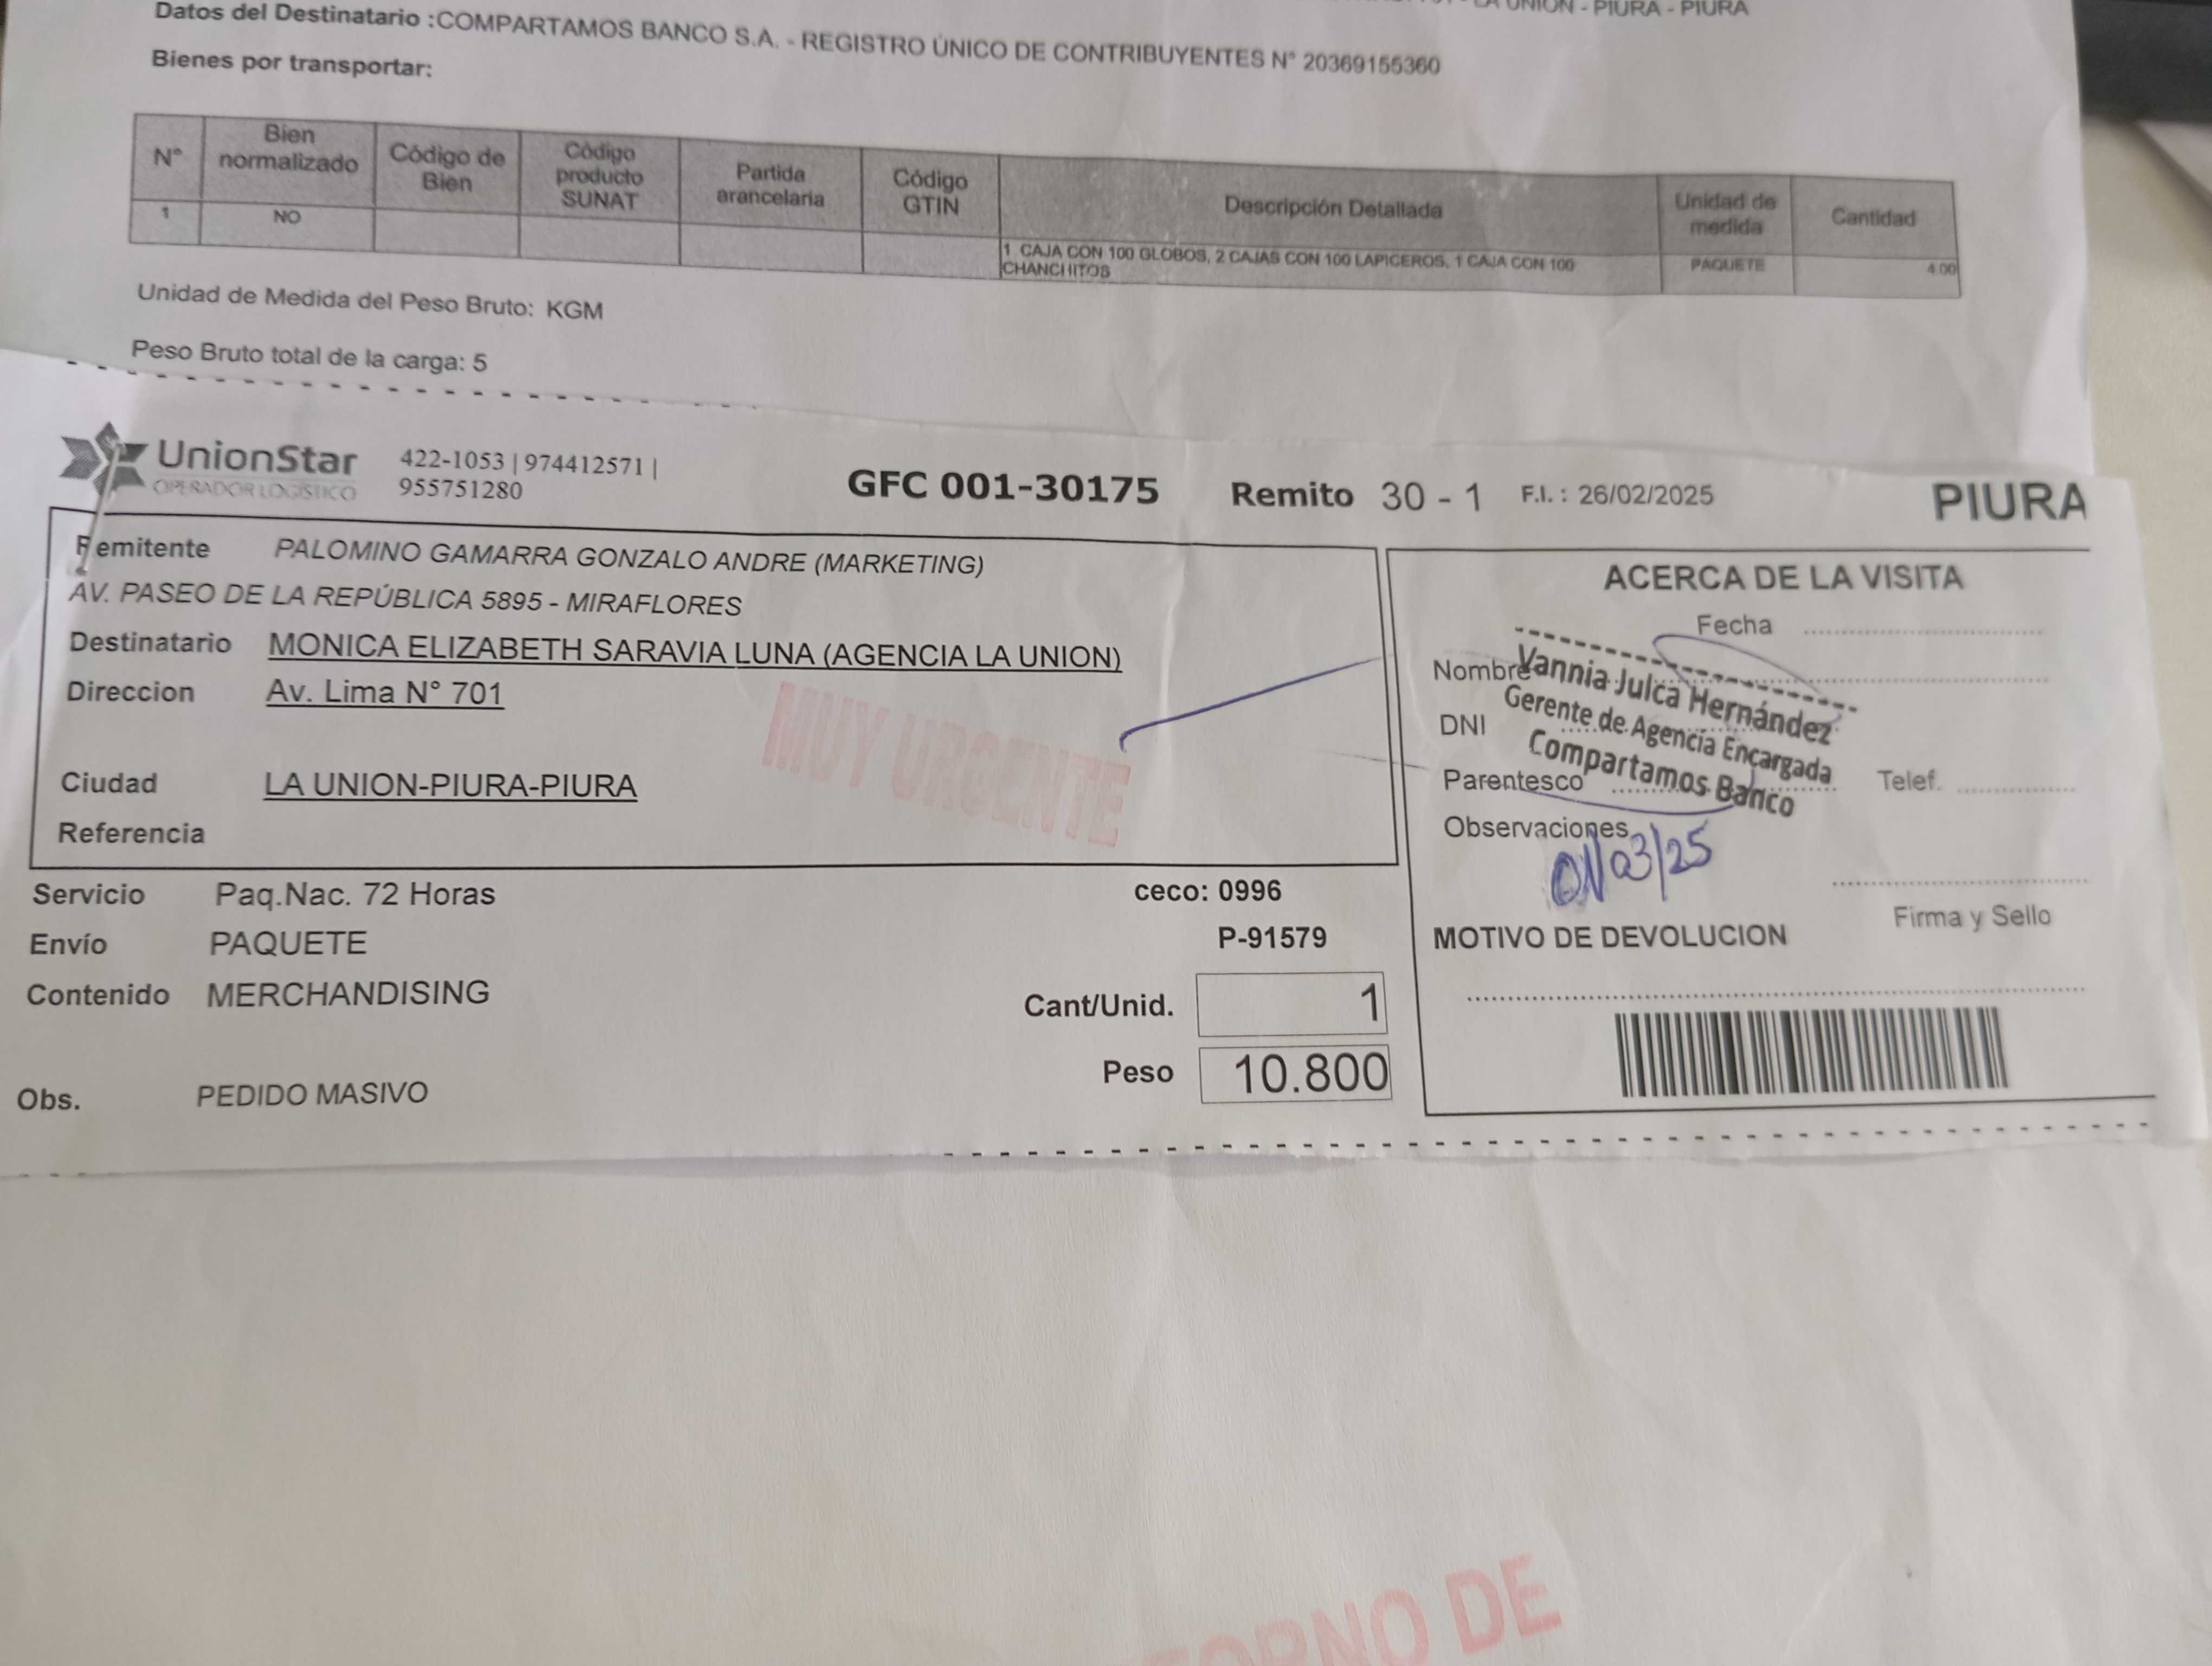 LA UNION - PIURA - PIURA
Datos del Destinatario :COMPARTAMOS BANCO S.A. - REGISTRO ÚNICO DE CONTRIBUYENTES N° 20369155360
Bienes por transportar:
N° Bien normalizado Código de Bien Código producto SUNAT Partida arancelaria Código GTIN Descripción Detallada Unidad de medida Cantidad
1 NO 1 CAJA CON 100 GLOBOS, 2 CAJAS CON 100 LAPICEROS, 1 CAJA CON 100 PAQUETE 4.00
CHANCHITOS
Unidad de Medida del Peso Bruto: KGM
Peso Bruto total de la carga: 5
UnionStar
OPERADOR LOGÍSTICO
422-1053 | 974412571 |
955751280
GFC 001-30175 Remito 30 - 1 F.I. : 26/02/2025 PIURA
Remitente PALOMINO GAMARRA GONZALO ANDRE (MARKETING)
AV. PASEO DE LA REPÚBLICA 5895 - MIRAFLORES
Destinatario MONICA ELIZABETH SARAVIA LUNA (AGENCIA LA UNION)
Direccion Av. Lima N° 701
MUY URGENTE
Ciudad LA UNION-PIURA-PIURA
Referencia
ACERCA DE LA VISITA
Fecha
Nombre
Vannia Julca Hernández
Gerente de Agencia Encargada
Compartamos Banco
DNI
Parentesco Telef.
Observaciones
01/03/25
Firma y Sello
MOTIVO DE DEVOLUCION
Servicio Paq.Nac. 72 Horas ceco: 0996
Envío PAQUETE P-91579
Contenido MERCHANDISING Cant/Unid. 1
Peso 10.800
Obs. PEDIDO MASIVO
DE